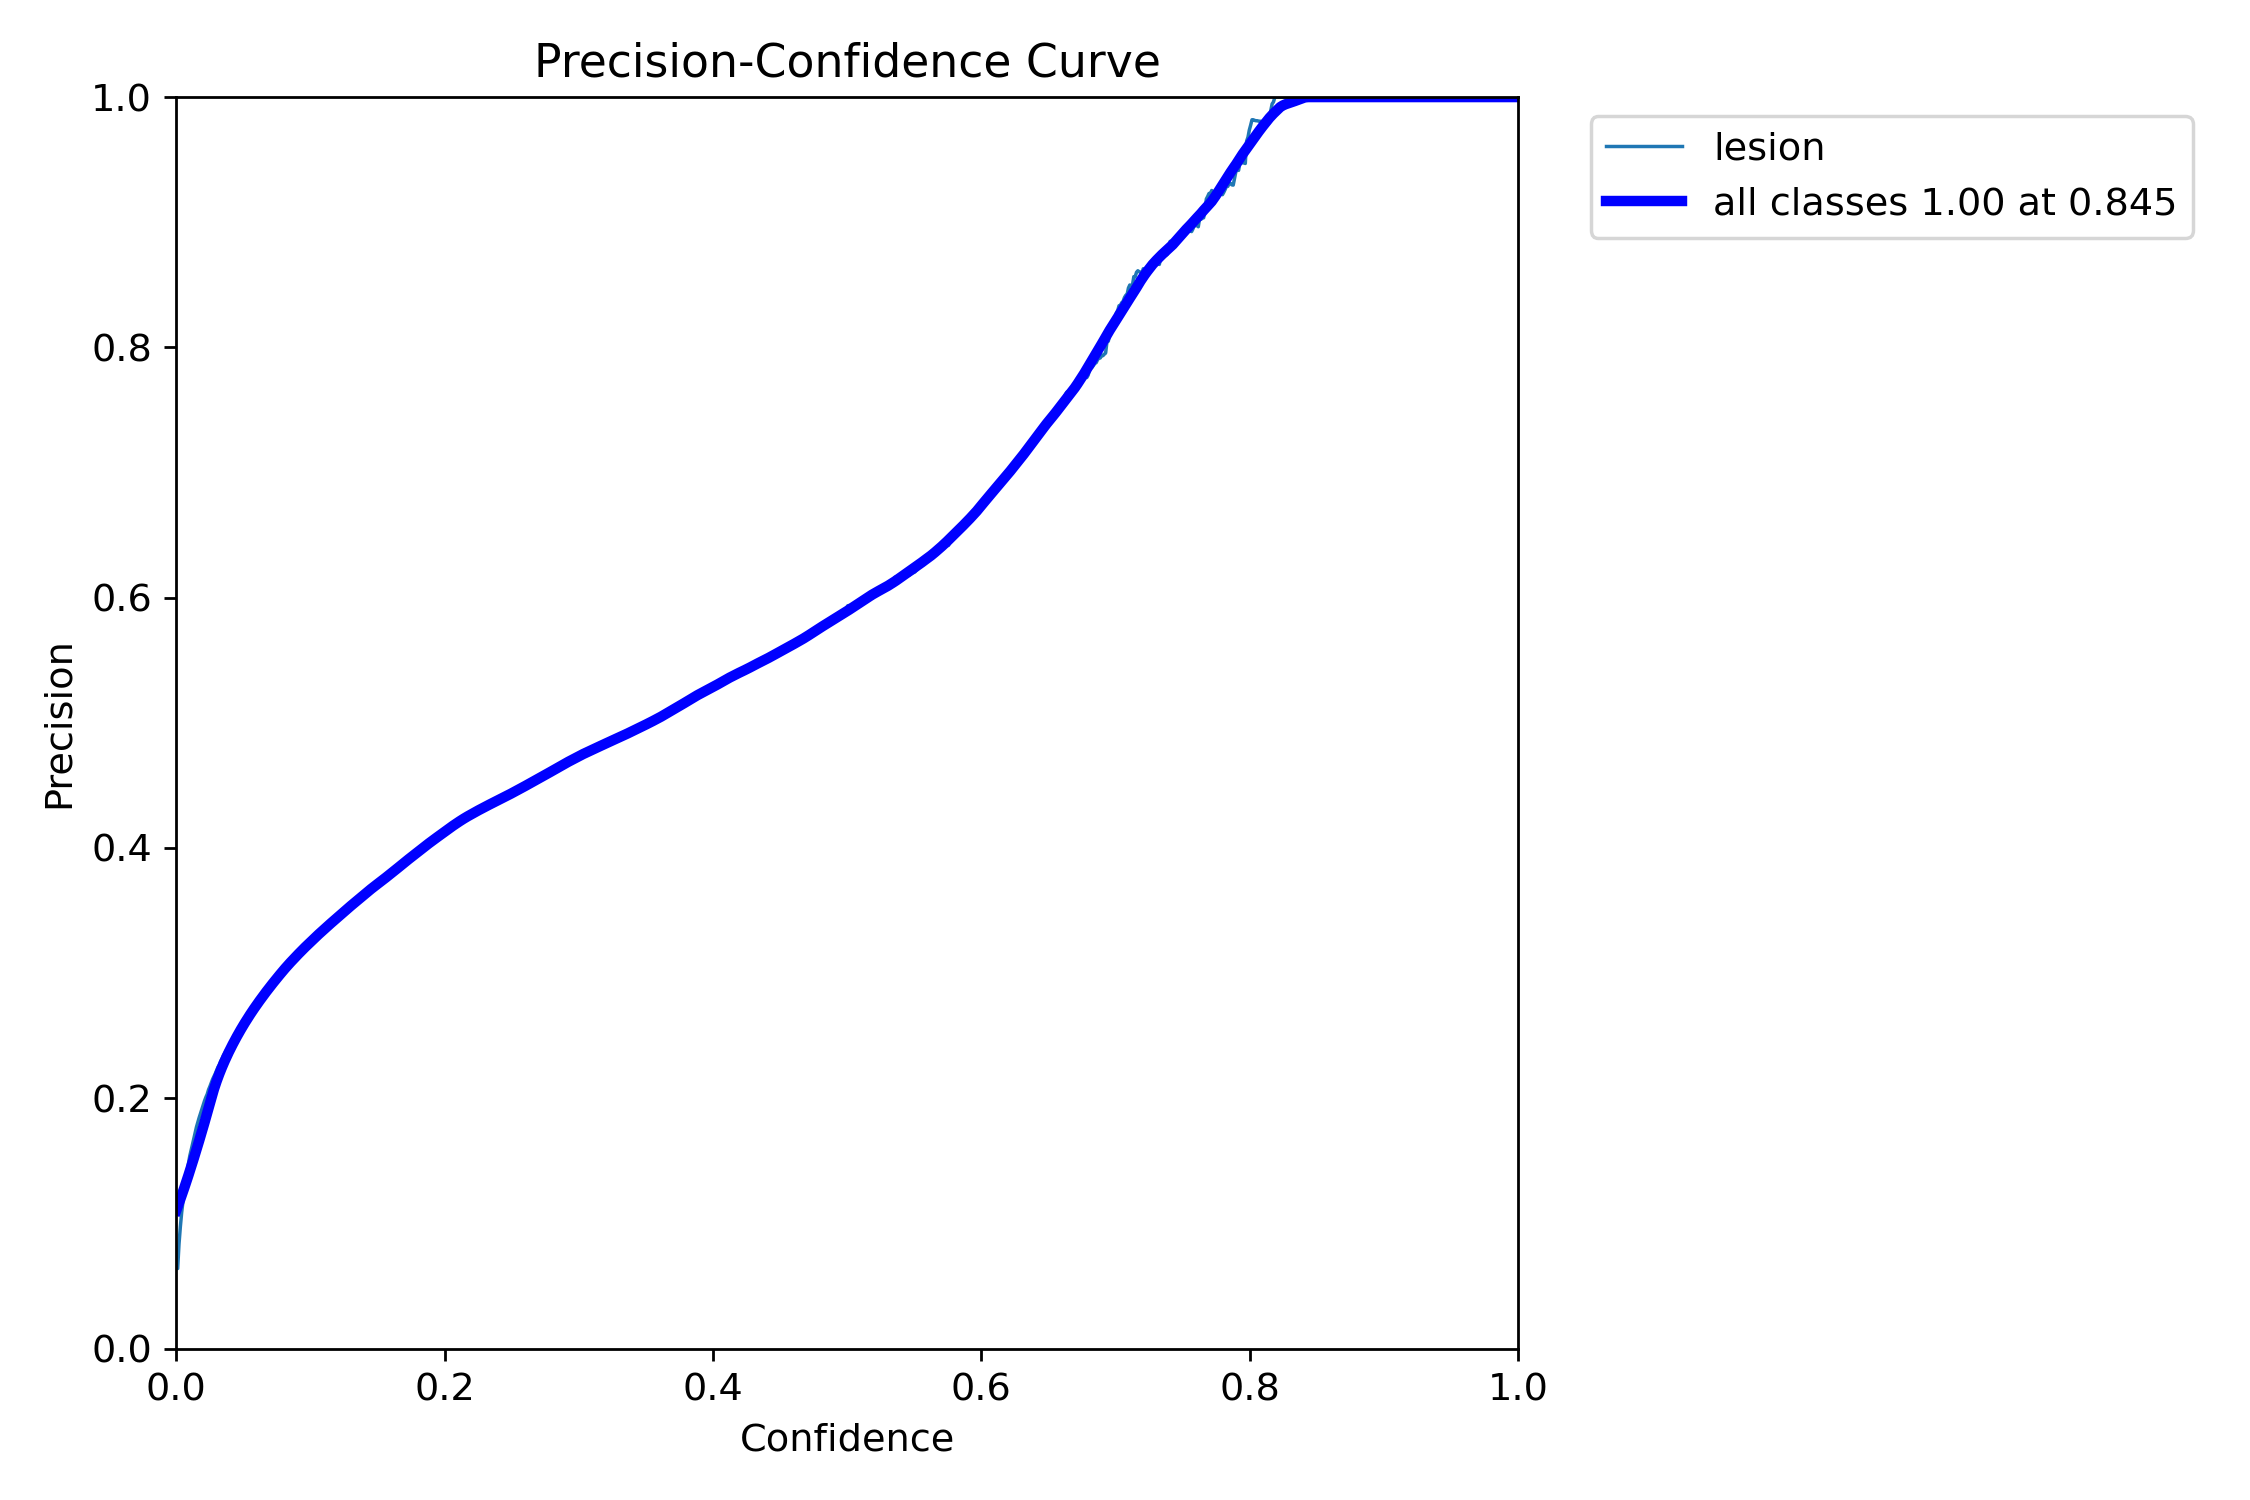 Precision-Confidence Curve
1.0
0.8
0.6
0.4
0.2
0.0
Precision
0.0 0.2 0.4 0.6 0.8 1.0
Confidence
lesion
all classes 1.00 at 0.845